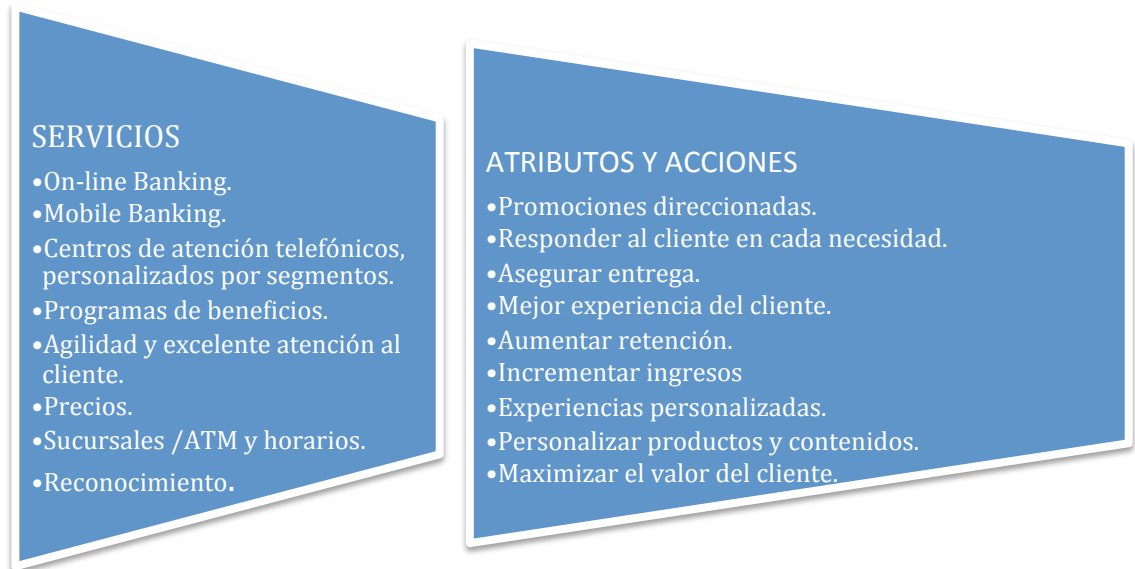 SERVICIOS
•On-line Banking.
•Mobile Banking.
•Centros de atención telefónicos,
personalizados por segmentos.
•Programas de beneficios.
•Agilidad y excelente atención al
cliente.
•Precios.
•Sucursales /ATM y horarios.
•Reconocimiento.
ATRIBUTOS Y ACCIONES
•Promociones direccionadas.
•Responder al cliente en cada necesidad.
•Asegurar entrega.
•Mejor experiencia del cliente.
•Aumentar retención.
•Incrementar ingresos
•Experiencias personalizadas.
•Personalizar productos y contenidos.
•Maximizar el valor del cliente.